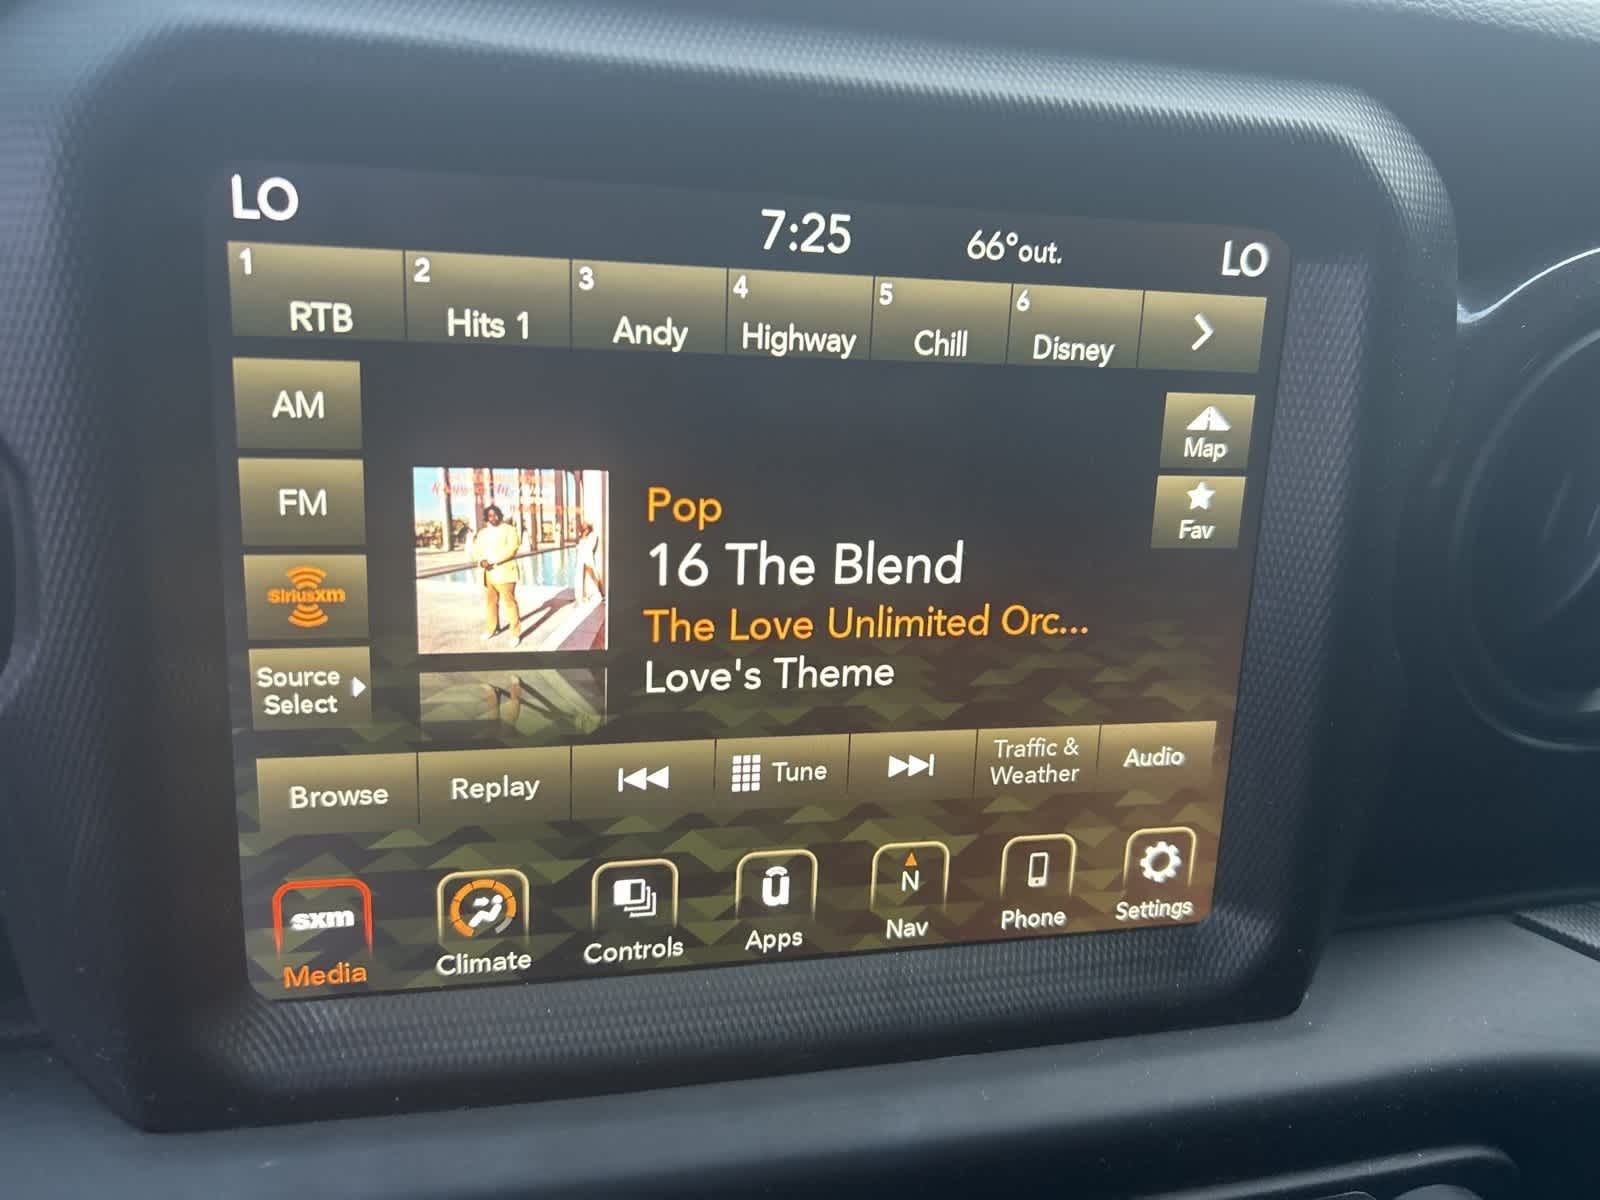 LO
7:25
66°out.
LO
1
RTB
2
Hits 1
3
Andy
4
Highway
5
Chill
6
Disney
AM
FM
SiriusXM
Source
Select
Map
Fav
Pop
16 The Blend
The Love Unlimited Orc...
Love's Theme
Browse
Replay
Tune
Traffic &
Weather
Audio
sxm
Media
Climate
Controls
u
Apps
N
Nav
Phone
Settings